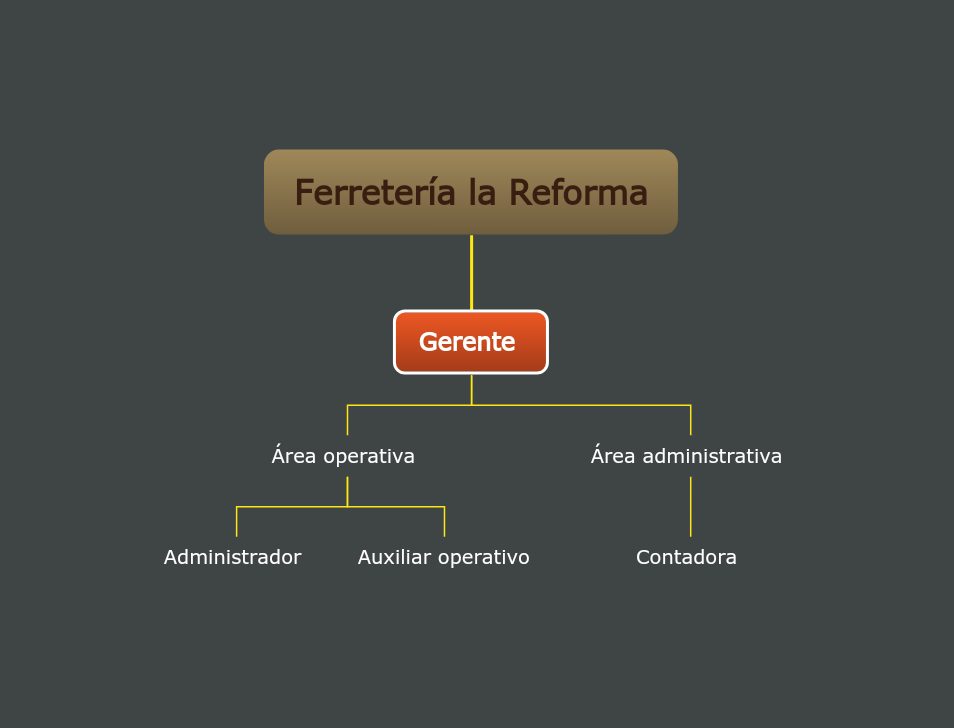 Ferretería la Reforma
Gerente
Área operativa
Área administrativa
Administrador
Auxiliar operativo
Contadora